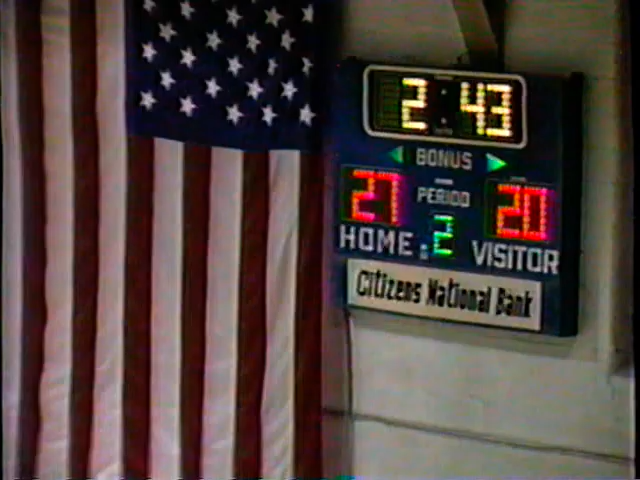 2:43
BONUS
27 PERIOD 20
HOME 2 VISITOR
Citizens National Bank